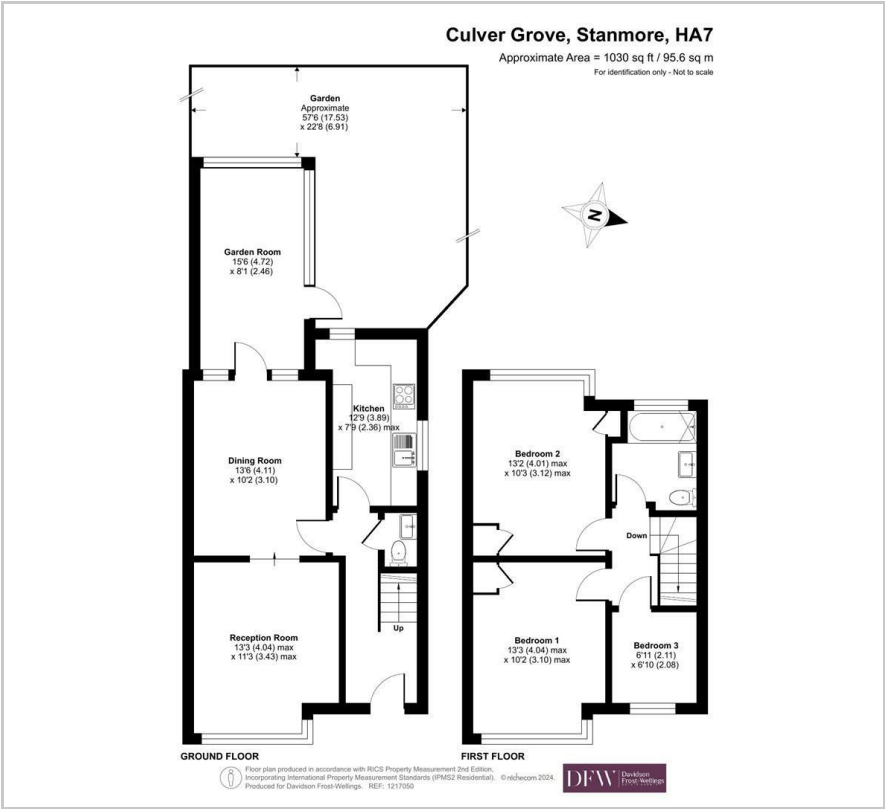 Culver Grove, Stanmore, HA7
Approximate Area = 1030 sq ft / 95.6 sq m
For identification only - Not to scale
Garden
Approximate
57'6 (17.53)
x 22'8 (6.91)
N
Garden Room
15'6 (4.72)
x 8'1 (2.46)
Kitchen
12'9 (3.89)
x 7'9 (2.36) max
Dining Room
13'6 (4.11)
x 10'2 (3.10)
Bedroom 2
13'2 (4.01) max
x 10'3 (3.12) max
Down
Up
Reception Room
13'3 (4.04) max
x 11'3 (3.43) max
Bedroom 1
13'3 (4.04) max
x 10'2 (3.10) max
Bedroom 3
6'11 (2.11)
x 6'10 (2.08)
GROUND FLOOR
FIRST FLOOR
Floor plan produced in accordance with RICS Property Measurement 2nd Edition,
Incorporating International Property Measurement Standards (IPMS2 Residential). © nichecom 2024.
Produced for Davidson Frost-Wellings. REF: 1217050
DFW
Davidson
Frost-Wellings